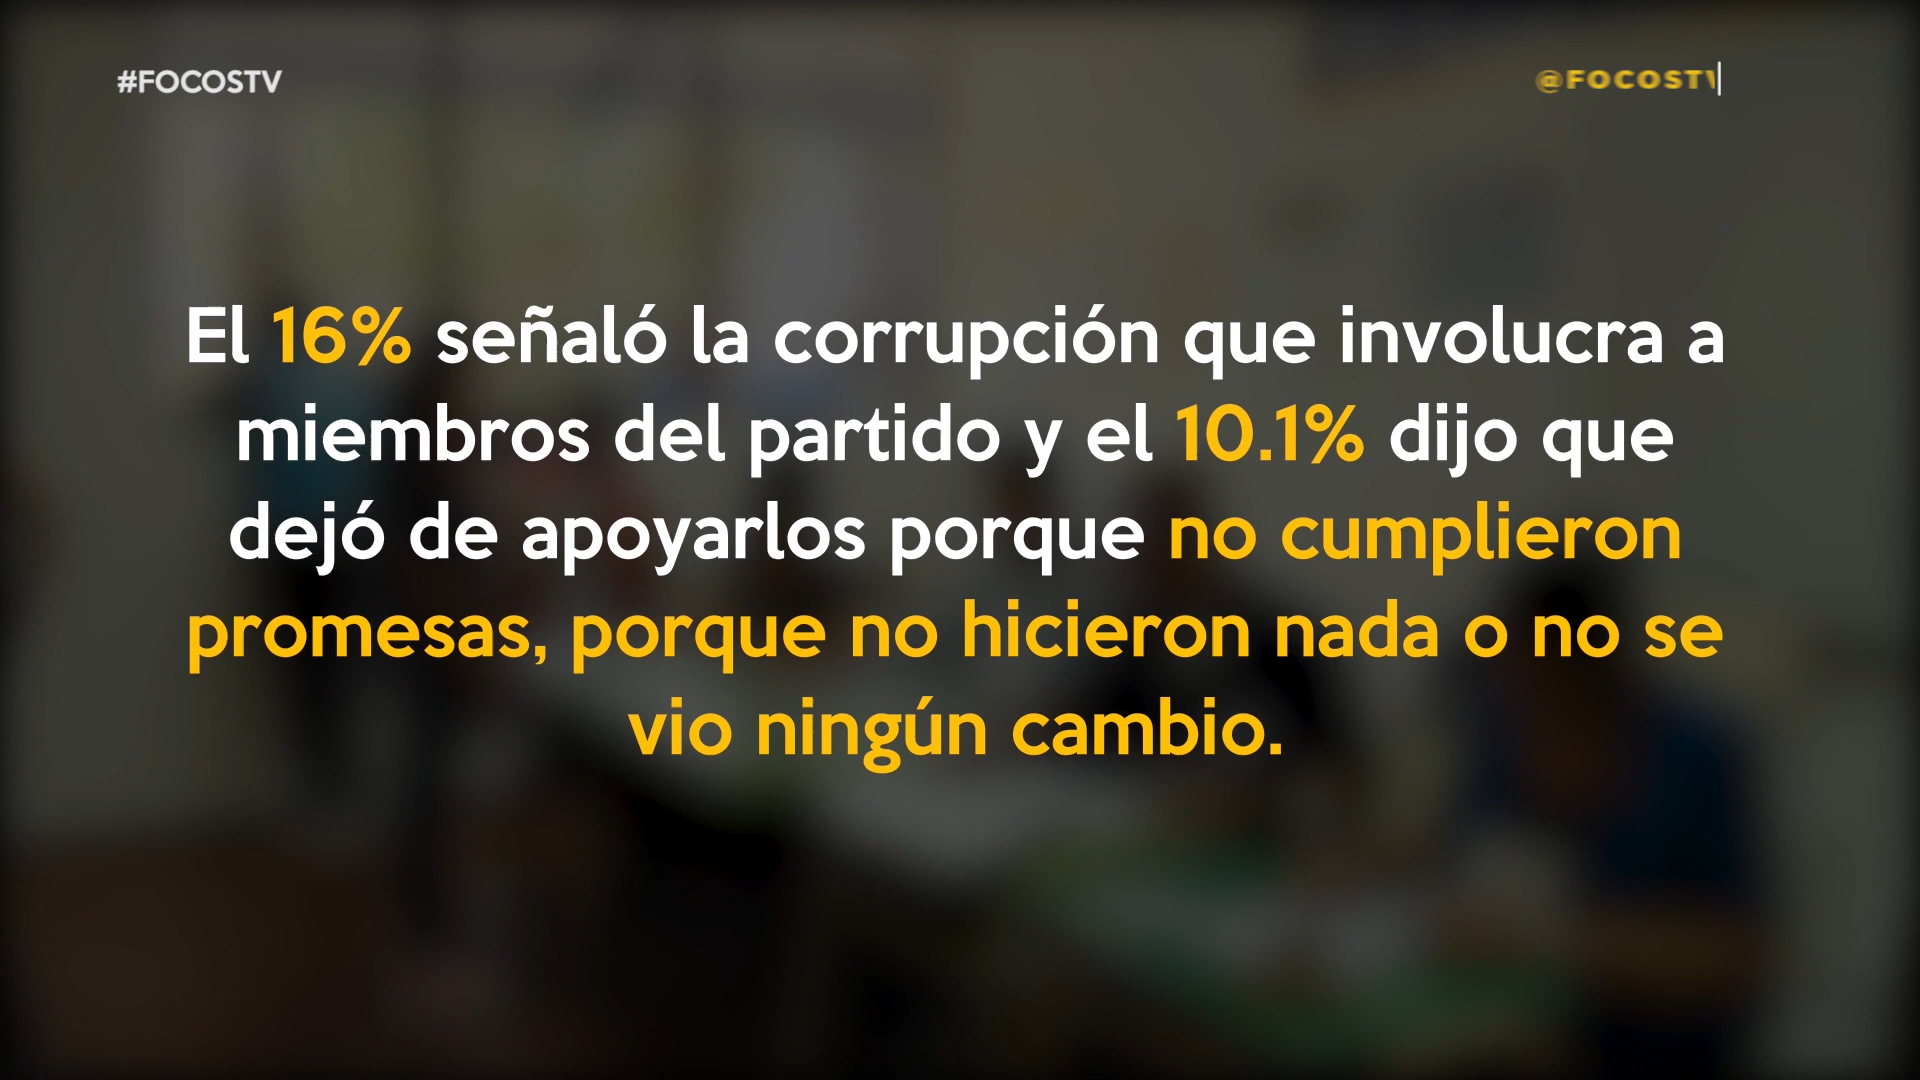 #FOCOSTV
@FOCOSTV
El 16% señaló la corrupción que involucra a
miembros del partido y el 10.1% dijo que
dejó de apoyarlos porque no cumplieron
promesas, porque no hicieron nada o no se
vio ningún cambio.